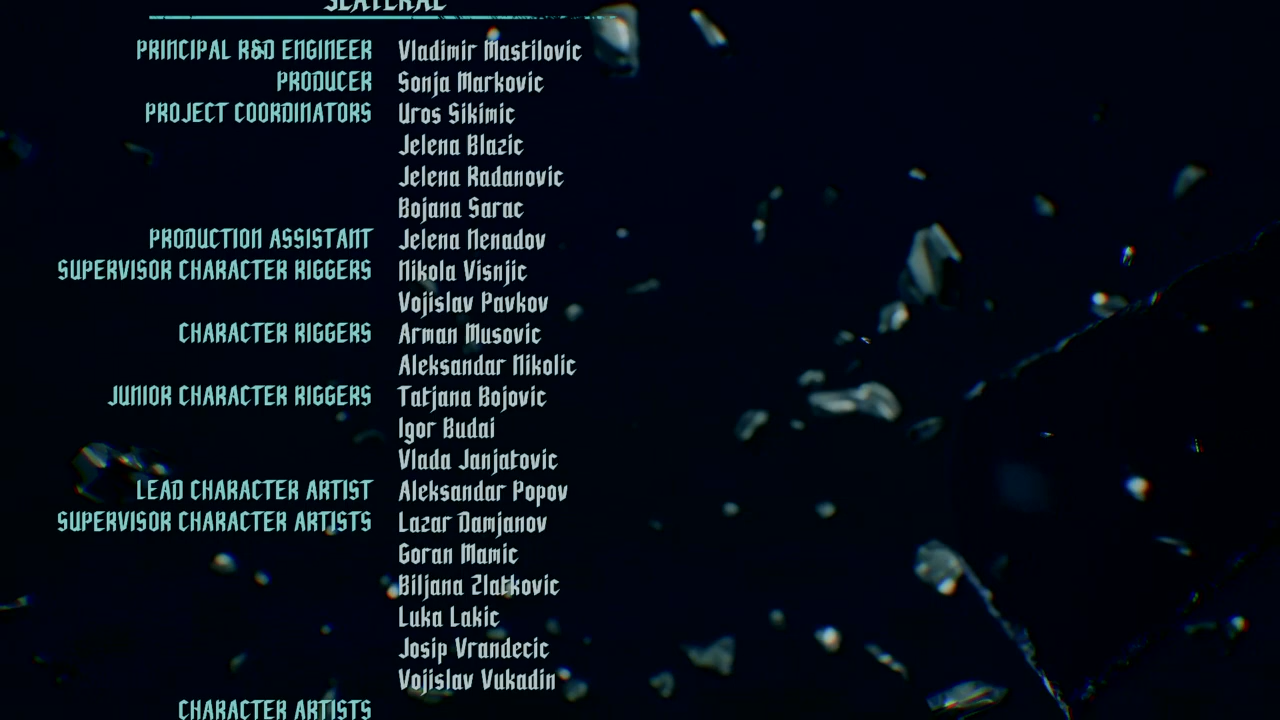 3LATERAL
PRINCIPAL R&D ENGINEER Vladimir Mastilovic
PRODUCER Sonja Markovic
PROJECT COORDINATORS Uros Sikimic
Jelena Blazic
Jelena Radanovic
Bojana Sarac
PRODUCTION ASSISTANT Jelena Nenadov
SUPERVISOR CHARACTER RIGGERS Nikola Visnjic
Vojislav Pavkov
CHARACTER RIGGERS Arman Musovic
Aleksandar Nikolic
JUNIOR CHARACTER RIGGERS Tatjana Bojovic
Igor Budai
Vlada Janjatovic
LEAD CHARACTER ARTIST Aleksandar Popov
SUPERVISOR CHARACTER ARTISTS Lazar Damjanov
Goran Mamic
Biljana Zlatkovic
Luka Lakic
Josip Vrandecic
Vojislav Vukadin
CHARACTER ARTISTS